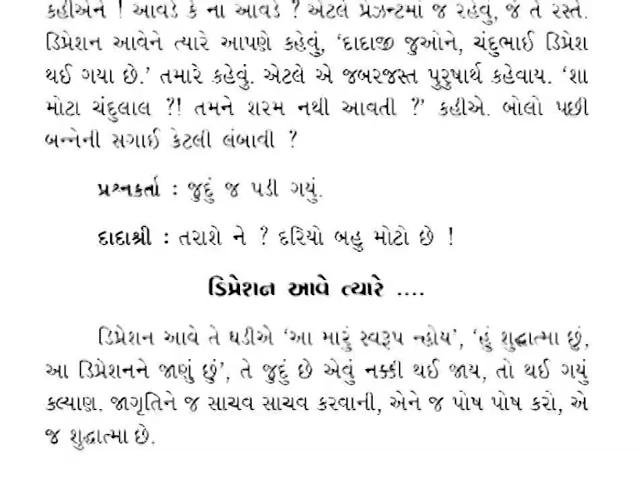 કહીએને ! આવડે કે ના આવડે ? એટલે પ્રેઝન્ટમાં જ રહેવું, જે તે રસ્તે.
ડિપ્રેશન આવેને ત્યારે આપણે કહેવું, ‘દાદાજી જુઓને, ચંદુભાઈ ડિપ્રેશ
થઈ ગયા છે.’ તમારે કહેવું. એટલે એ જબરજસ્ત પુરુષાર્થ કહેવાય. ‘શા
મોટા ચંદુલાલ ?! તમને શરમ નથી આવતી ?’ કહીએ. બોલો પછી
બન્નેની સગાઈ કેટલી લંબાવી ?
પ્રશ્નકર્તા : જુદું જ પડી ગયું.
દાદાશ્રી : તરાશે ને ? દરિયો બહુ મોટો છે !
ડિપ્રેશન આવે ત્યારે ....
ડિપ્રેશન આવે તે ઘડીએ ‘આ મારું સ્વરૂપ ન્હોય’, ‘હું શુદ્ધાત્મા છું,
આ ડિપ્રેશનને જાણું છું’, તે જુદું છે એવું નક્કી થઈ જાય, તો થઈ ગયું
કલ્યાણ. જાગૃતિને જ સાચવ સાચવ કરવાની, એને જ પોષ પોષ કરો, એ
જ શુદ્ધાત્મા છે.